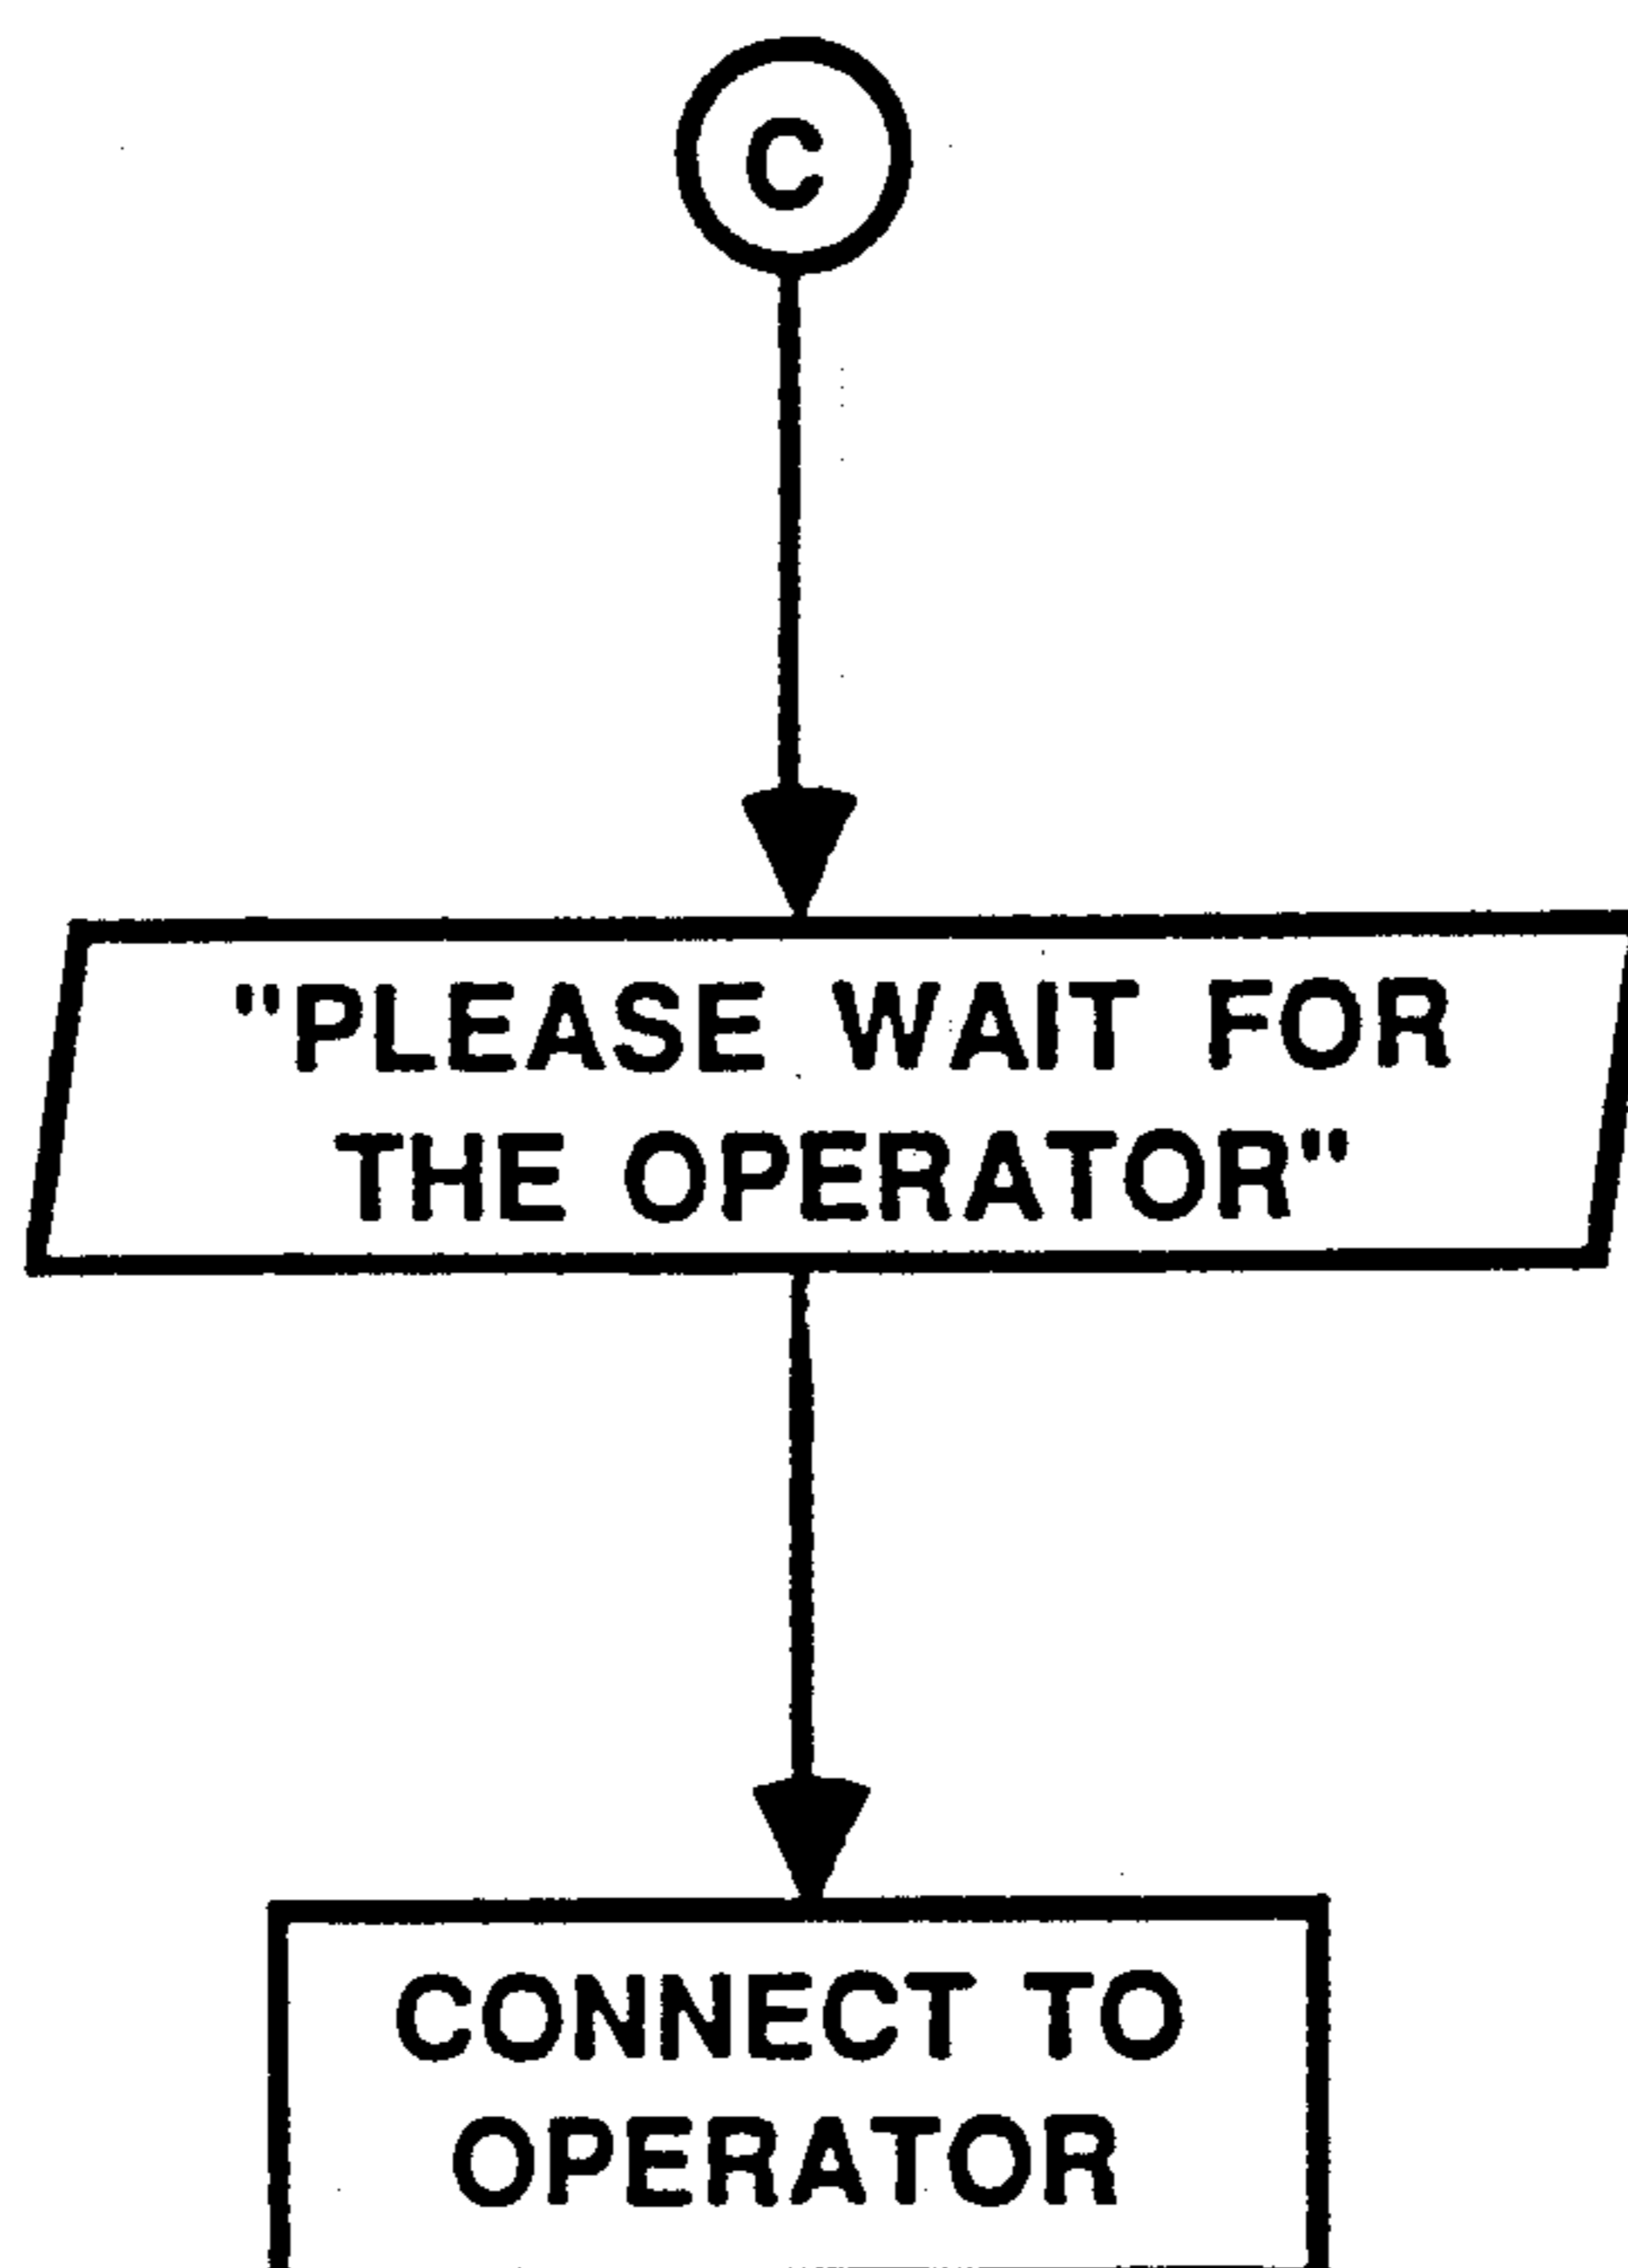 C
"PLEASE WAIT FOR
THE OPERATOR"
CONNECT TO
OPERATOR